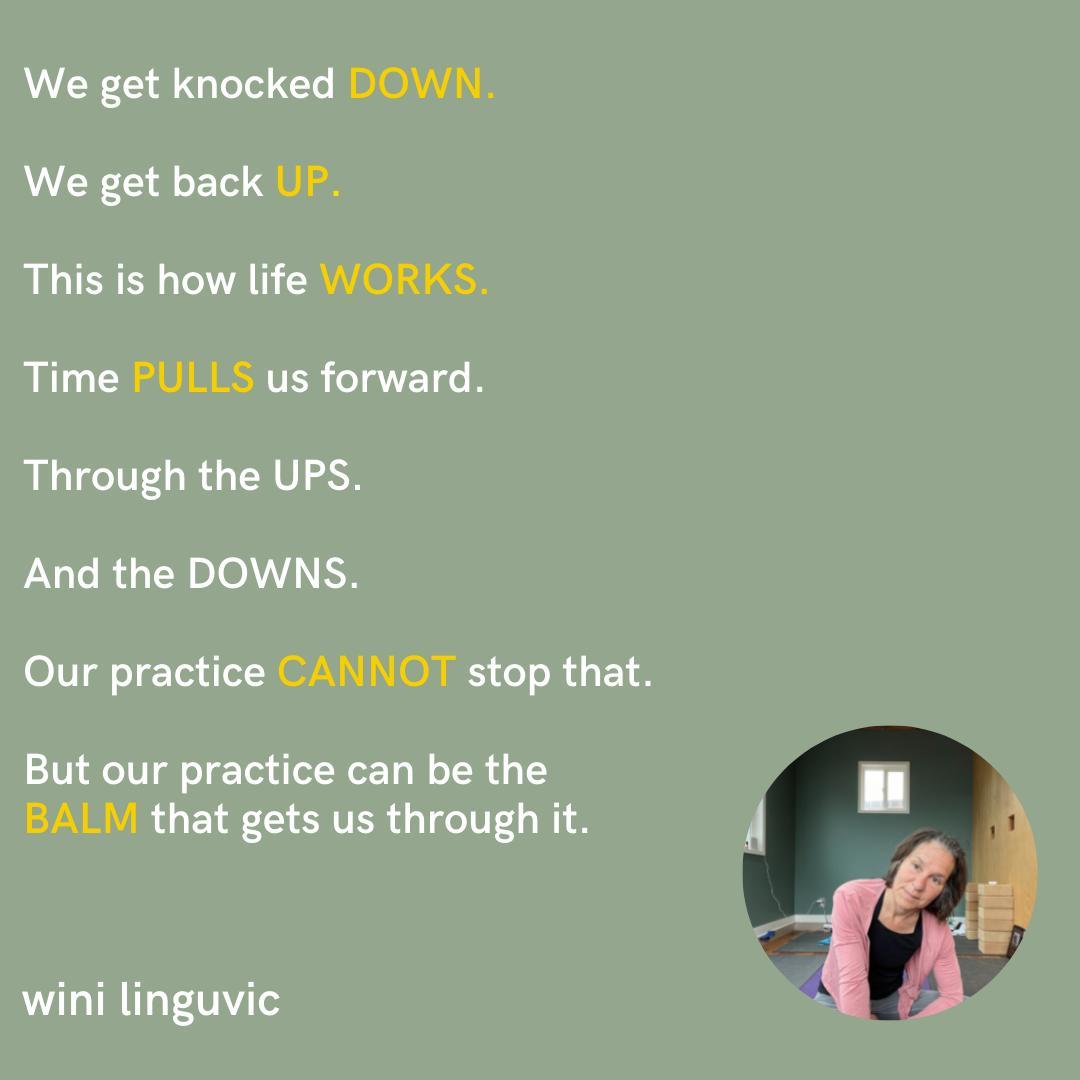 We get knocked DOWN.
We get back UP.
This is how life WORKS.
Time PULLS us forward.
Through the UPS.
And the DOWNS.
Our practice CANNOT stop that.
But our practice can be the
BALM that gets us through it.
wini linguvic